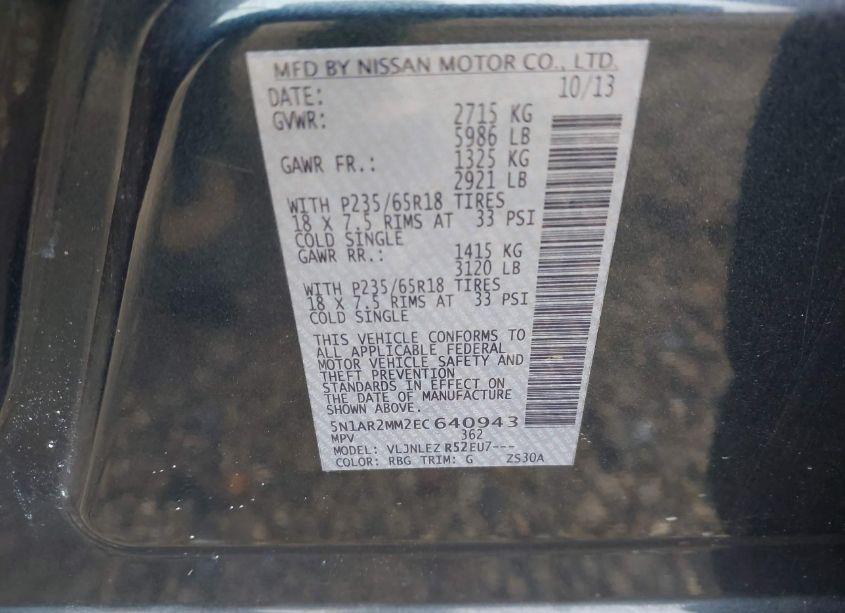 MFD BY NISSAN MOTOR CO., LTD.
DATE: 10/13
GVWR: 2715 KG
5986 LB
GAWR FR.: 1325 KG
2921 LB
WITH P235/65R18 TIRES
18 X 7.5 RIMS AT 33 PSI
COLD SINGLE
GAWR RR.: 1415 KG
3120 LB
WITH P235/65R18 TIRES
18 X 7.5 RIMS AT 33 PSI
COLD SINGLE
THIS VEHICLE CONFORMS TO
ALL APPLICABLE FEDERAL
MOTOR VEHICLE SAFETY AND
THEFT PREVENTION
STANDARDS IN EFFECT ON
THE DATE OF MANUFACTURE
SHOWN ABOVE.
5N1AR2MM2EC640943
MPV 362
MODEL: VLJNLEZ R52EU7---
COLOR: RBG TRIM: G ZS30A